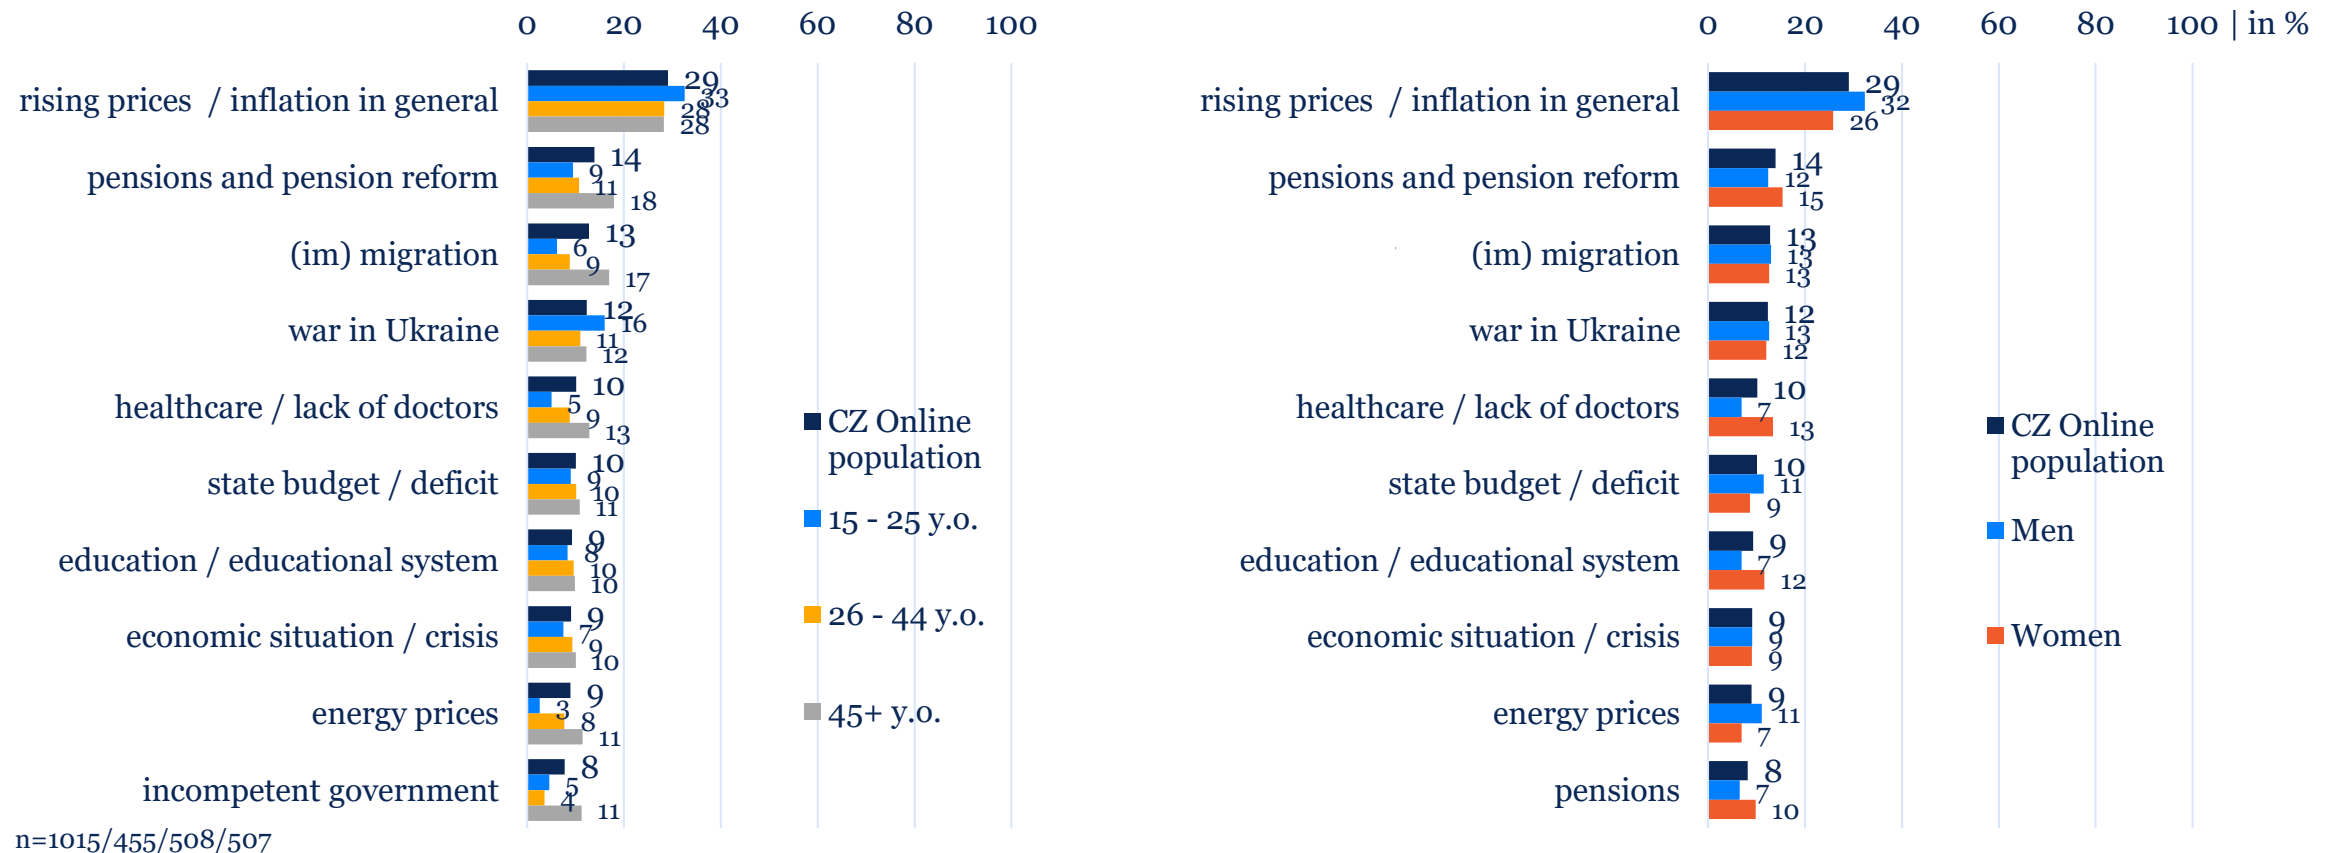 0 20 40 60 80 100
rising prices / inflation in general
29
33
28
28
pensions and pension reform
14
9
11
18
(im) migration
13
6
9
17
war in Ukraine
12
16
11
12
healthcare / lack of doctors
10
5
9
13
state budget / deficit
10
9
10
11
education / educational system
9
8
10
10
economic situation / crisis
9
7
9
10
energy prices
9
3
8
11
incompetent government
8
5
4
11
CZ Online
population
15 - 25 y.o.
26 - 44 y.o.
45+ y.o.
n=1015/455/508/507
0 20 40 60 80 100 | in %
rising prices / inflation in general
29
32
26
pensions and pension reform
14
12
15
(im) migration
13
13
13
war in Ukraine
12
13
12
healthcare / lack of doctors
10
7
13
state budget / deficit
10
11
9
education / educational system
9
7
12
economic situation / crisis
9
9
9
energy prices
9
11
7
pensions
8
7
10
CZ Online
population
Men
Women